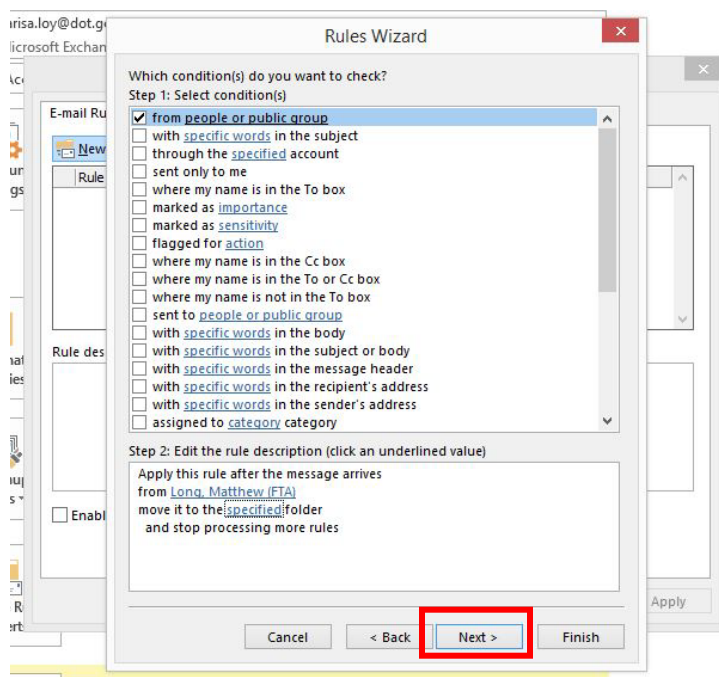 arisa.loy@dot.ge
Microsoft Exchan
Rules Wizard
E-mail Ru
New
Rule
Rule des
Enabl
Apply
Which condition(s) do you want to check?
Step 1: Select condition(s)
from people or public group
with specific words in the subject
through the specified account
sent only to me
where my name is in the To box
marked as importance
marked as sensitivity
flagged for action
where my name is in the Cc box
where my name is in the To or Cc box
where my name is not in the To box
sent to people or public group
with specific words in the body
with specific words in the subject or body
with specific words in the message header
with specific words in the recipient's address
with specific words in the sender's address
assigned to category category
Step 2: Edit the rule description (click an underlined value)
Apply this rule after the message arrives
from Long, Matthew (FTA)
move it to the specified folder
and stop processing more rules
Cancel < Back Next > Finish